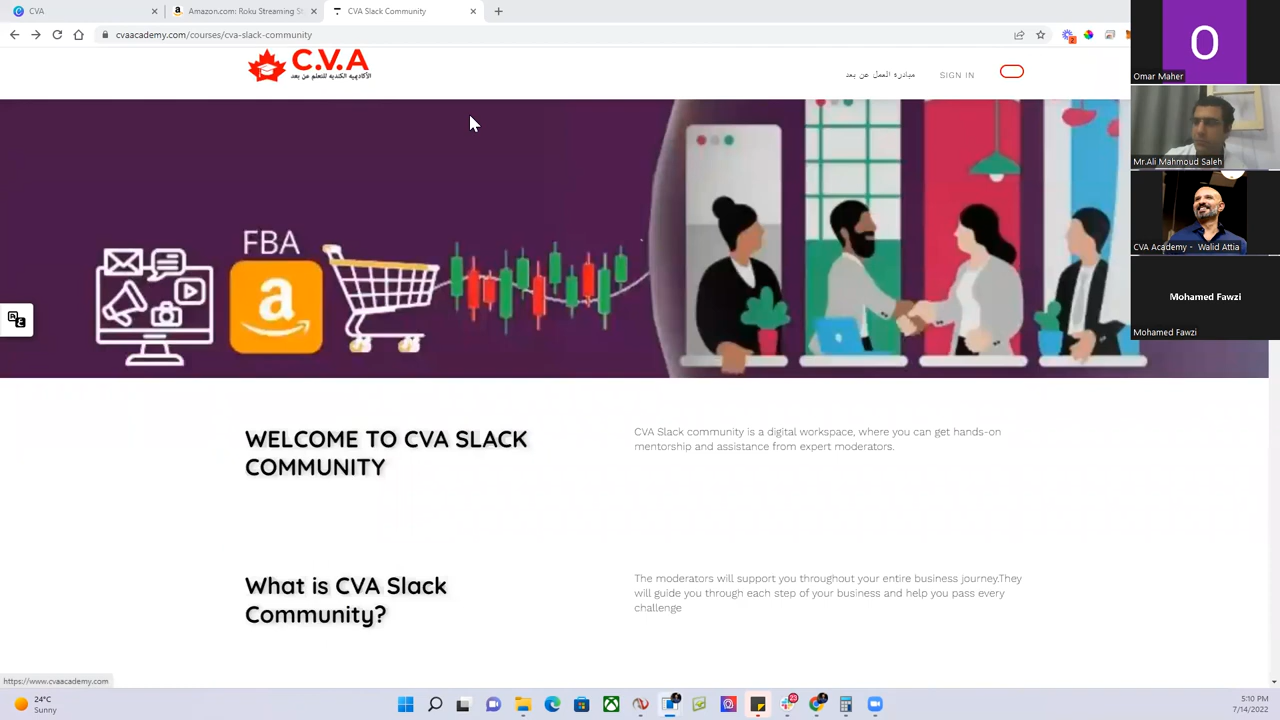 CVA
Amazon.com: Roku Streaming St
CVA Slack Community
cvaacademy.com/courses/cva-slack-community
C.V.A
الأكاديمية الكندية للتعلم عن بعد
مبادرة العمل عن بعد
SIGN IN
FBA
a
WELCOME TO CVA SLACK
COMMUNITY
CVA Slack community is a digital workspace, where you can get hands-on
mentorship and assistance from expert moderators.
What is CVA Slack
Community?
The moderators will support you throughout your entire business journey.They
will guide you through each step of your business and help you pass every
challenge
https://www.cvaacademy.com
O
Omar Maher
Mr.Ali Mahmoud Saleh
CVA Academy - Walid Attia
Mohamed Fawzi
Mohamed Fawzi
24°C
Sunny
23
5:10 PM
7/14/2022